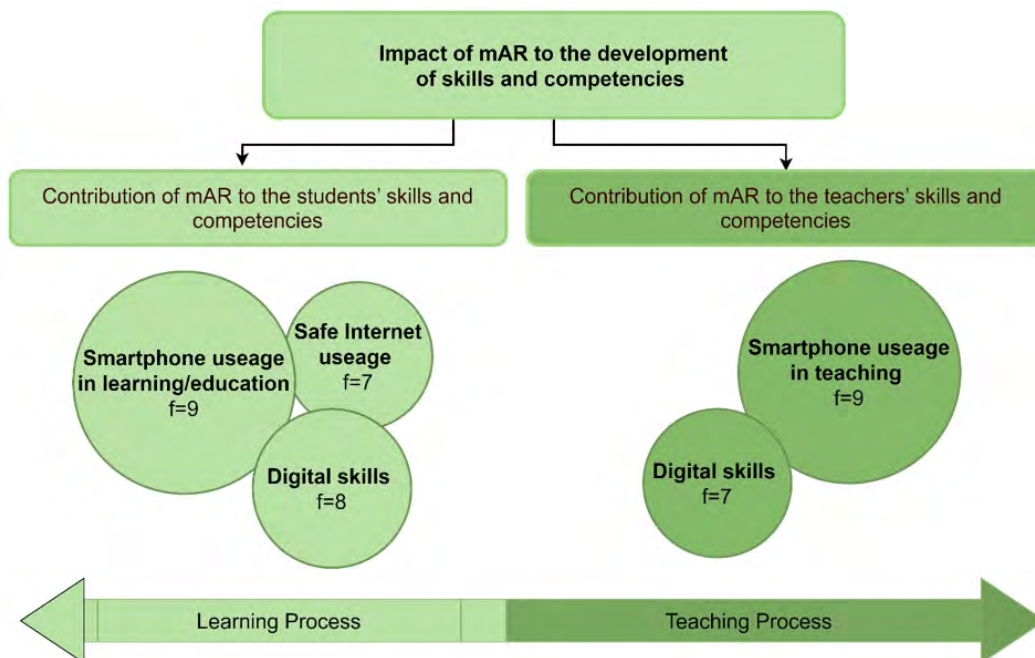 Impact of mAR to the development
of skills and competencies
Contribution of mAR to the students' skills and
competencies
Contribution of mAR to the teachers' skills and
competencies
Smartphone useage
in learning/education
f=9
Safe Internet
useage
f=7
Digital skills
f=8
Smartphone useage
in teaching
f=9
Digital skills
f=7
Learning Process
Teaching Process